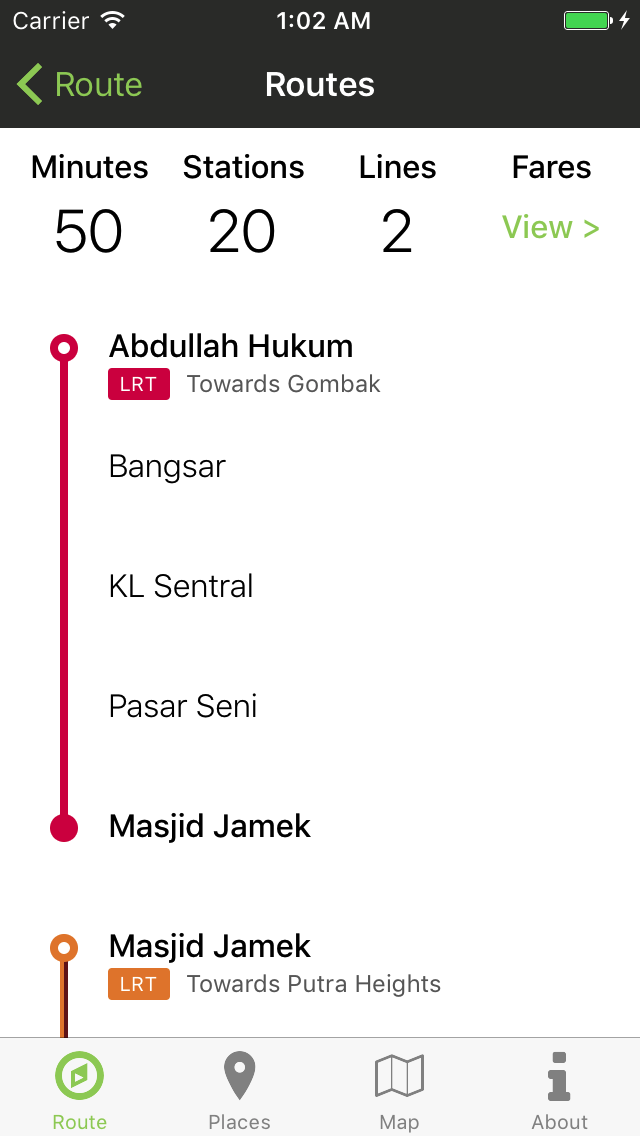 Carrier 1:02 AM
Route Routes
Minutes Stations Lines Fares
50 20 2 View >
Abdullah Hukum
LRT Towards Gombak
Bangsar
KL Sentral
Pasar Seni
Masjid Jamek
Masjid Jamek
LRT Towards Putra Heights
Route Places Map About